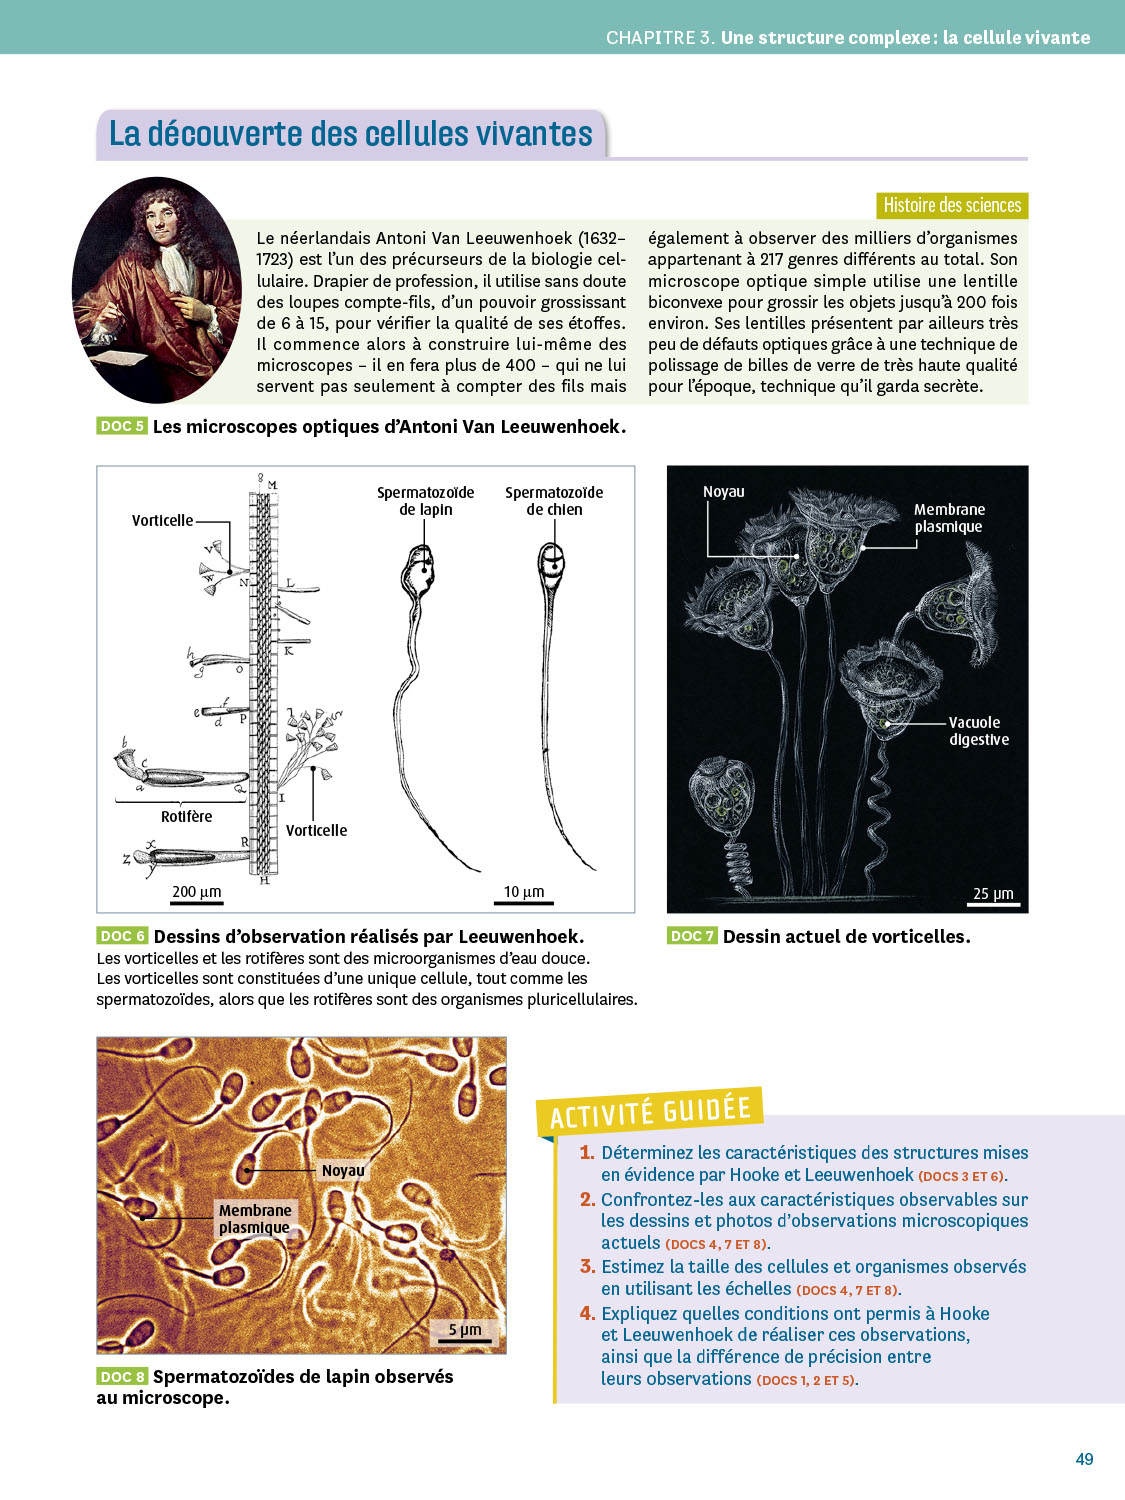 CHAPITRE 3. Une structure complexe : la cellule vivante
La découverte des cellules vivantes
Histoire des sciences
Le néerlandais Antoni Van Leeuwenhoek (1632–
1723) est l’un des précurseurs de la biologie cel-
lulaire. Drapier de profession, il utilise sans doute
des loupes compte-fils, d’un pouvoir grossissant
de 6 à 15, pour vérifier la qualité de ses étoffes.
Il commence alors à construire lui-même des
microscopes – il en fera plus de 400 – qui ne lui
servent pas seulement à compter des fils mais
également à observer des milliers d’organismes
appartenant à 217 genres différents au total. Son
microscope optique simple utilise une lentille
biconvexe pour grossir les objets jusqu’à 200 fois
environ. Ses lentilles présentent par ailleurs très
peu de défauts optiques grâce à une technique de
polissage de billes de verre de très haute qualité
pour l’époque, technique qu’il garda secrète.
DOC 5 Les microscopes optiques d’Antoni Van Leeuwenhoek.
8
M
Vorticelle
V
W
N
L
K
h
g
O
e
f
d
P
b
c
a
Q
Rotifère
I
Vorticelle
Z
x
y
R
H
200 µm
Spermatozoïde
de lapin
Spermatozoïde
de chien
10 µm
Noyau
Membrane
plasmique
Vacuole
digestive
25 µm
DOC 6 Dessins d’observation réalisés par Leeuwenhoek.
Les vorticelles et les rotifères sont des microorganismes d’eau douce.
Les vorticelles sont constituées d’une unique cellule, tout comme les
spermatozoïdes, alors que les rotifères sont des organismes pluricellulaires.
DOC 7 Dessin actuel de vorticelles.
Noyau
Membrane
plasmique
5 µm
DOC 8 Spermatozoïdes de lapin observés
au microscope.
ACTIVITÉ GUIDÉE
1. Déterminez les caractéristiques des structures mises
en évidence par Hooke et Leeuwenhoek (DOCS 3 ET 6).
2. Confrontez-les aux caractéristiques observables sur
les dessins et photos d’observations microscopiques
actuels (DOCS 4, 7 ET 8).
3. Estimez la taille des cellules et organismes observés
en utilisant les échelles (DOCS 4, 7 ET 8).
4. Expliquez quelles conditions ont permis à Hooke
et Leeuwenhoek de réaliser ces observations,
ainsi que la différence de précision entre
leurs observations (DOCS 1, 2 ET 5).
49